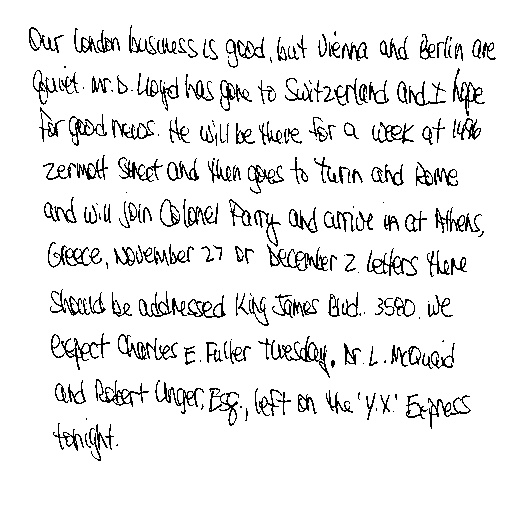 Our London business is good, but Vienna and Berlin are
quiet. Mr. D. Lloyd has gone to Switzerland and I hope
for good news. He will be there for a week at 1496
Zermott Street and then goes to Turin and Rome
and will join Colonel Parry and arrive in at Athens,
Greece, November 27 or December 2. Letters there
should be addressed King James Blvd. 3580. We
expect Charles E. Fuller Tuesday. Dr. L. McQuaid
and Robert Unger, Esq., left on the 'Y.X.' Express
tonight.